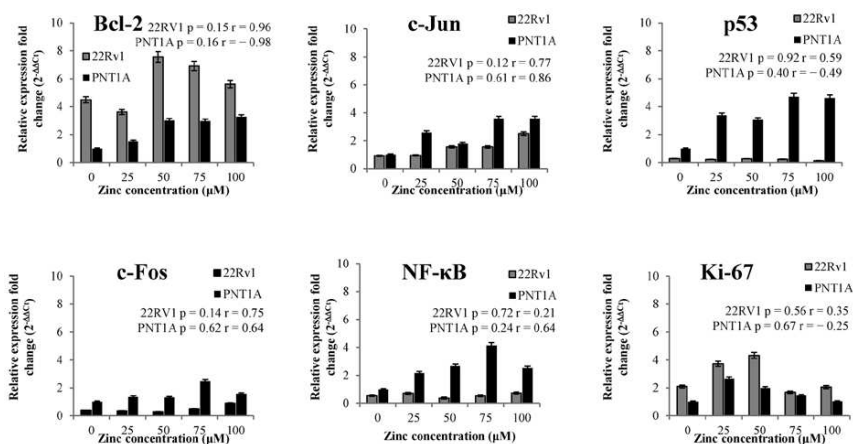 Bcl-2
22RV1 p = 0.15 r = 0.96
PNT1A p = 0.16 r = − 0.98
22Rv1
PNT1A
Relative expression fold
change (2-ΔΔCt)
10
8
6
4
2
0
0 25 50 75 100
Zinc concentration (µM)
c-Jun
22Rv1
PNT1A
22RV1 p = 0.12 r = 0.77
PNT1A p = 0.61 r = 0.86
Relative expression fold
change (2-ΔΔCt)
10
8
6
4
2
0
0 25 50 75 100
Zinc concentration (µM)
p53
22Rv1
PNT1A
22RV1 p = 0.92 r = 0.59
PNT1A p = 0.40 r = − 0.49
Relative expression fold
change (2-ΔΔCt)
10
8
6
4
2
0
0 25 50 75 100
Zinc concentration (µM)
c-Fos
22Rv1
PNT1A
22RV1 p = 0.14 r = 0.75
PNT1A p = 0.62 r = 0.64
Relative expression fold
change (2-ΔΔCt)
10
8
6
4
2
0
0 25 50 75 100
Zinc concentration (µM)
NF-κB
22Rv1
PNT1A
22RV1 p = 0.72 r = 0.21
PNT1A p = 0.24 r = 0.64
Relative expression fold
change (2-ΔΔCt)
10
8
6
4
2
0
0 25 50 75 100
Zinc concentration (µM)
Ki-67
22Rv1
PNT1A
22RV1 p = 0.56 r = 0.35
PNT1A p = 0.67 r = − 0.25
Relative expression fold
change (2-ΔΔCt)
10
8
6
4
2
0
0 25 50 75 100
Zinc concentration (µM)